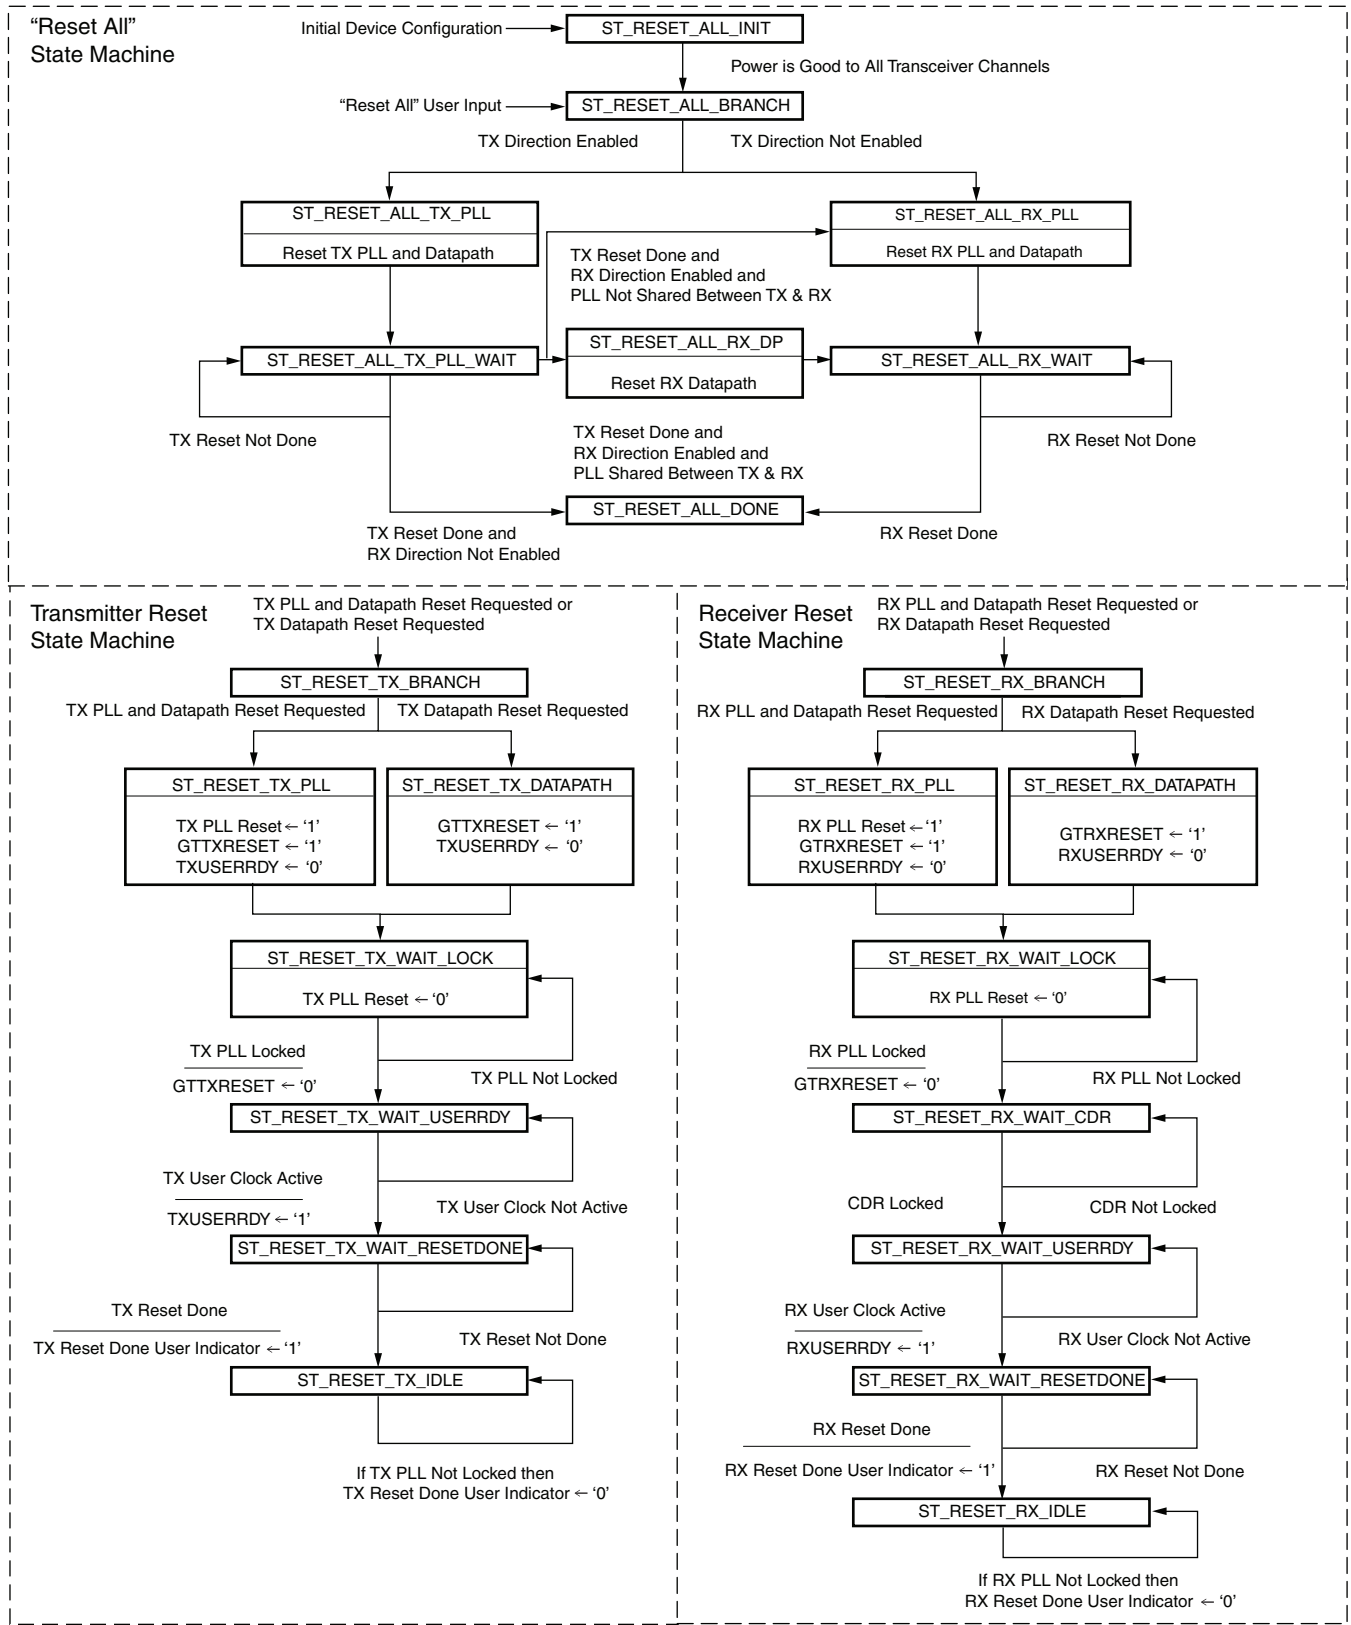 “Reset All”
State Machine
Initial Device Configuration
ST_RESET_ALL_INIT
Power is Good to All Transceiver Channels
“Reset All” User Input
ST_RESET_ALL_BRANCH
TX Direction Enabled
TX Direction Not Enabled
ST_RESET_ALL_TX_PLL
Reset TX PLL and Datapath
ST_RESET_ALL_RX_PLL
Reset RX PLL and Datapath
TX Reset Done and
RX Direction Enabled and
PLL Not Shared Between TX & RX
ST_RESET_ALL_TX_PLL_WAIT
ST_RESET_ALL_RX_DP
Reset RX Datapath
ST_RESET_ALL_RX_WAIT
TX Reset Not Done
TX Reset Done and
RX Direction Enabled and
PLL Shared Between TX & RX
RX Reset Not Done
ST_RESET_ALL_DONE
TX Reset Done and
RX Direction Not Enabled
RX Reset Done
Transmitter Reset
State Machine
TX PLL and Datapath Reset Requested or
TX Datapath Reset Requested
ST_RESET_TX_BRANCH
TX PLL and Datapath Reset Requested
TX Datapath Reset Requested
ST_RESET_TX_PLL
TX PLL Reset ← ‘1’
GTTXRESET ← ‘1’
TXUSERRDY ← ‘0’
ST_RESET_TX_DATAPATH
GTTXRESET ← ‘1’
TXUSERRDY ← ‘0’
ST_RESET_TX_WAIT_LOCK
TX PLL Reset ← ‘0’
TX PLL Locked
GTTXRESET ← ‘0’
TX PLL Not Locked
ST_RESET_TX_WAIT_USERRDY
TX User Clock Active
TXUSERRDY ← ‘1’
TX User Clock Not Active
ST_RESET_TX_WAIT_RESETDONE
TX Reset Done
TX Reset Done User Indicator ← ‘1’
TX Reset Not Done
ST_RESET_TX_IDLE
If TX PLL Not Locked then
TX Reset Done User Indicator ← ‘0’
Receiver Reset
State Machine
RX PLL and Datapath Reset Requested or
RX Datapath Reset Requested
ST_RESET_RX_BRANCH
RX PLL and Datapath Reset Requested
RX Datapath Reset Requested
ST_RESET_RX_PLL
RX PLL Reset ← ‘1’
GTRXRESET ← ‘1’
RXUSERRDY ← ‘0’
ST_RESET_RX_DATAPATH
GTRXRESET ← ‘1’
RXUSERRDY ← ‘0’
ST_RESET_RX_WAIT_LOCK
RX PLL Reset ← ‘0’
RX PLL Locked
GTRXRESET ← ‘0’
RX PLL Not Locked
ST_RESET_RX_WAIT_CDR
CDR Locked
CDR Not Locked
ST_RESET_RX_WAIT_USERRDY
RX User Clock Active
RXUSERRDY ← ‘1’
RX User Clock Not Active
ST_RESET_RX_WAIT_RESETDONE
RX Reset Done
RX Reset Done User Indicator ← ‘1’
RX Reset Not Done
ST_RESET_RX_IDLE
If RX PLL Not Locked then
RX Reset Done User Indicator ← ‘0’